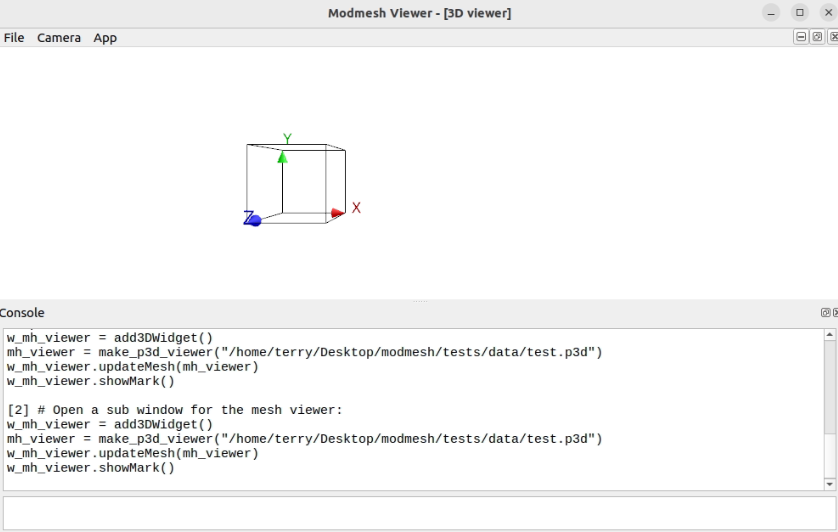 Modmesh Viewer - [3D viewer]
File Camera App
Y
Z
X
Console
w_mh_viewer = add3DWidget()
mh_viewer = make_p3d_viewer("/home/terry/Desktop/modmesh/tests/data/test.p3d")
w_mh_viewer.updateMesh(mh_viewer)
w_mh_viewer.showMark()
[2] # Open a sub window for the mesh viewer:
w_mh_viewer = add3DWidget()
mh_viewer = make_p3d_viewer("/home/terry/Desktop/modmesh/tests/data/test.p3d")
w_mh_viewer.updateMesh(mh_viewer)
w_mh_viewer.showMark()